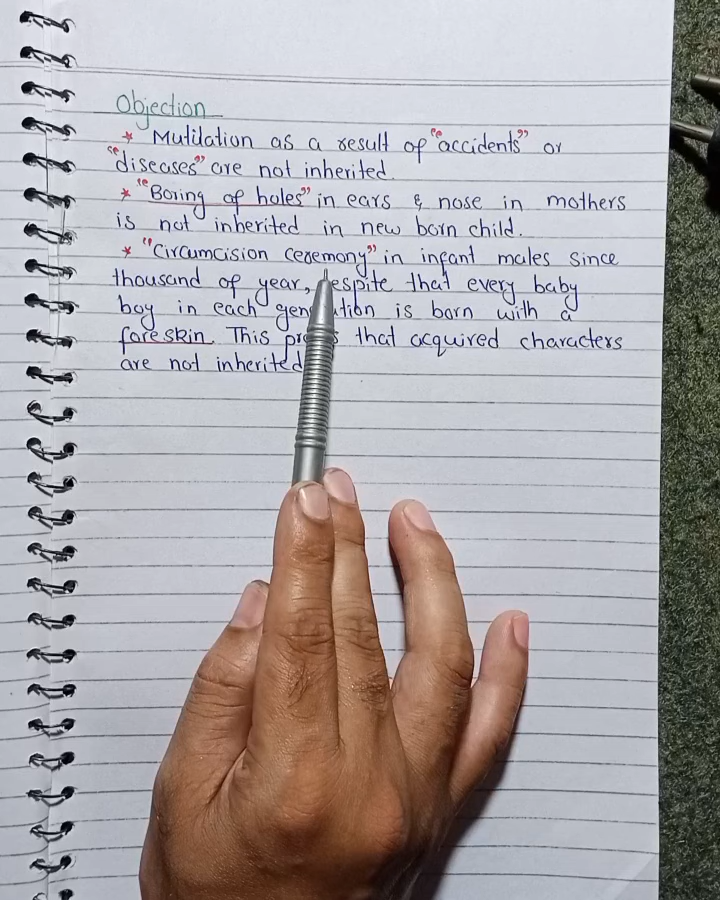 Objection
* Mutilation as a result of "accidents" or
"diseases" are not inherited.
* "Boring of holes" in ears & nose in mothers
is not inherited in new born child.
* "Circumcision ceremony" in infant males since
thousand of year, despite that every baby
boy in each is born with a
foreskin. This that acquired characters
are not inherited